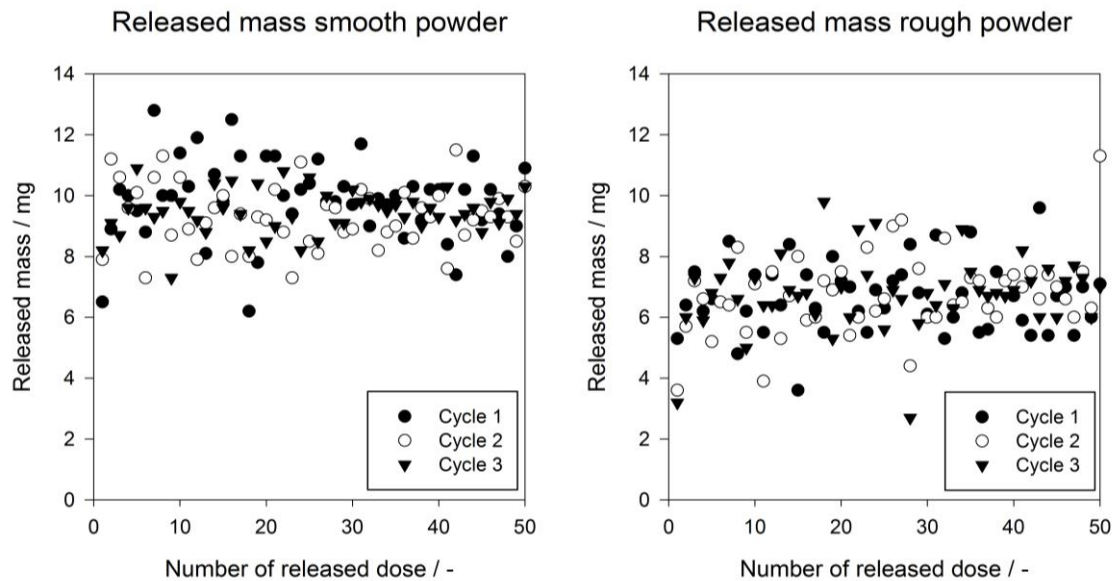 Released mass smooth powder
Released mass / mg
14
12
10
8
6
4
2
0
Cycle 1
Cycle 2
Cycle 3
0 10 20 30 40 50
Number of released dose / -
Released mass rough powder
Released mass / mg
14
12
10
8
6
4
2
0
Cycle 1
Cycle 2
Cycle 3
0 10 20 30 40 50
Number of released dose / -